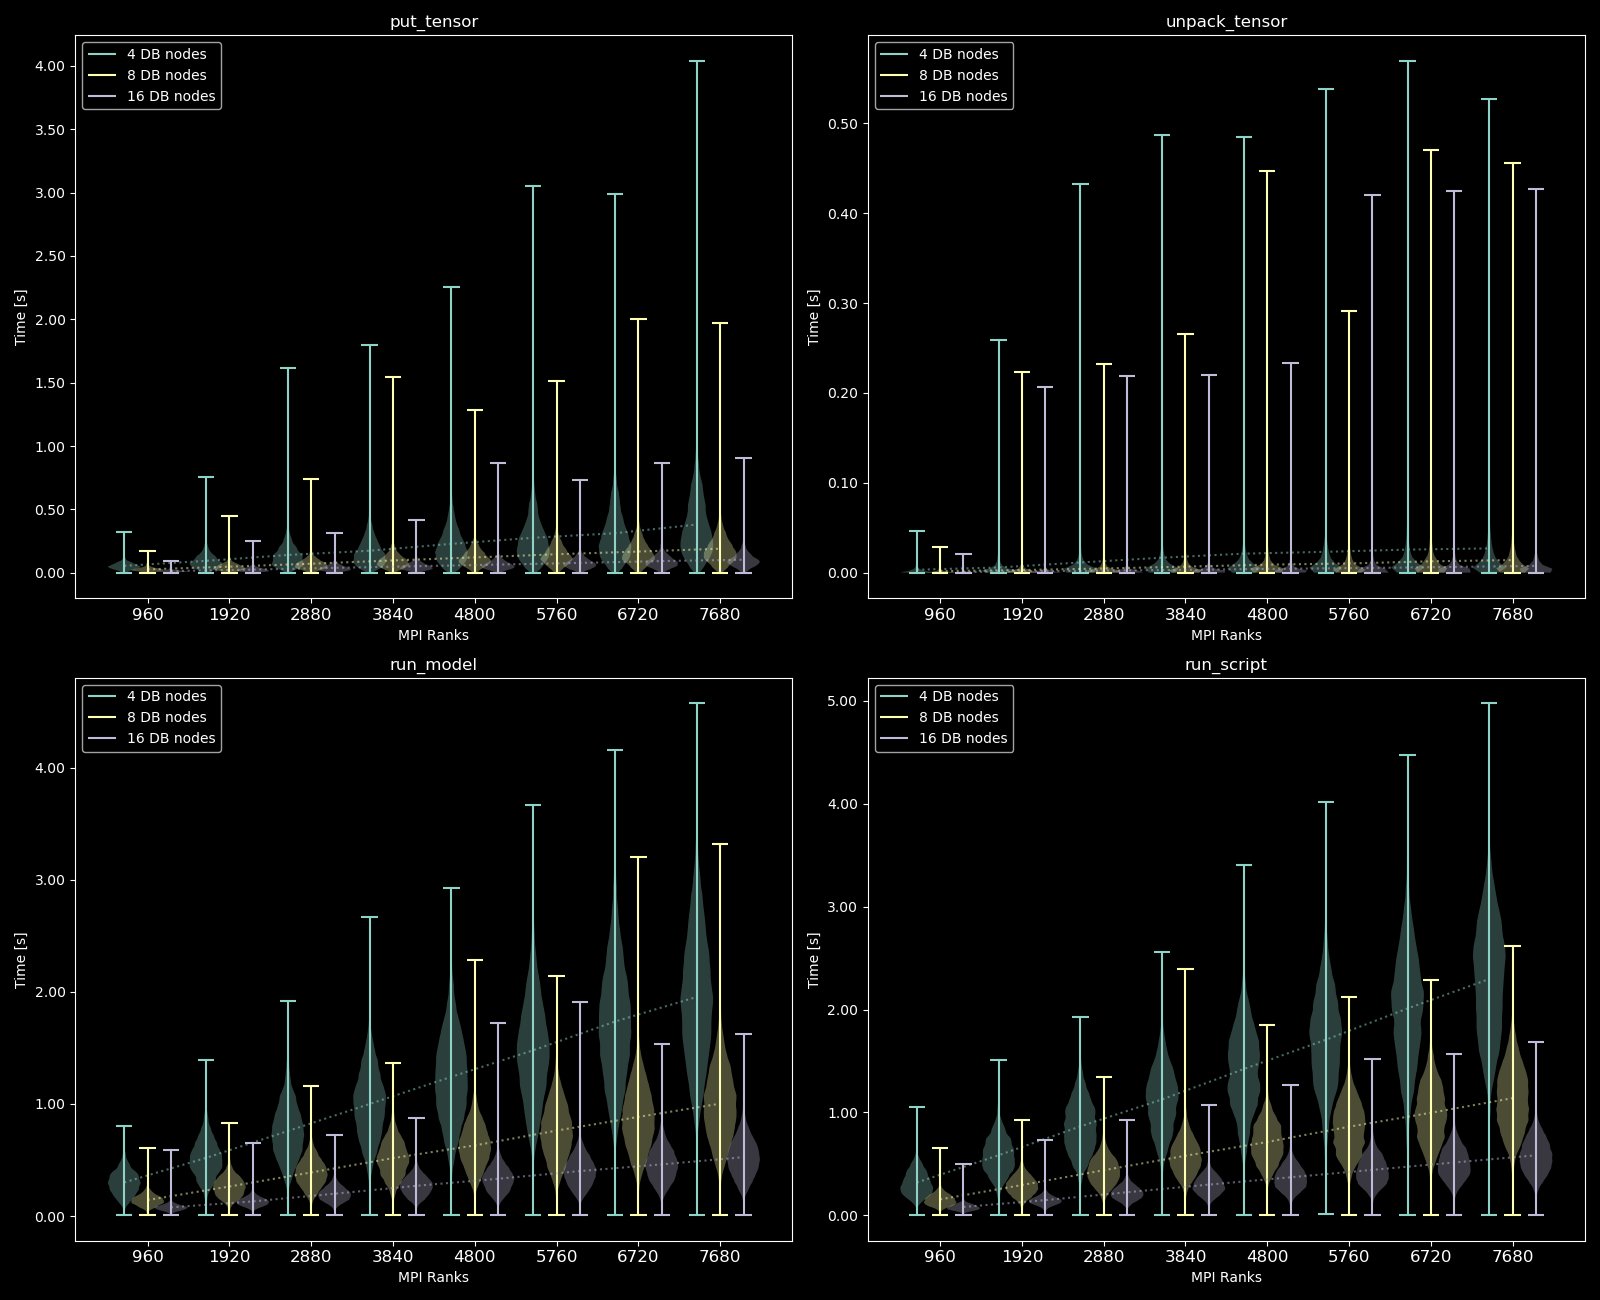 put_tensor
4 DB nodes
8 DB nodes
16 DB nodes
4.00
3.50
3.00
2.50
2.00
1.50
1.00
0.50
0.00
Time [s]
960 1920 2880 3840 4800 5760 6720 7680
MPI Ranks
unpack_tensor
4 DB nodes
8 DB nodes
16 DB nodes
0.50
0.40
0.30
0.20
0.10
0.00
Time [s]
960 1920 2880 3840 4800 5760 6720 7680
MPI Ranks
run_model
4 DB nodes
8 DB nodes
16 DB nodes
4.00
3.00
2.00
1.00
0.00
Time [s]
960 1920 2880 3840 4800 5760 6720 7680
MPI Ranks
run_script
4 DB nodes
8 DB nodes
16 DB nodes
5.00
4.00
3.00
2.00
1.00
0.00
Time [s]
960 1920 2880 3840 4800 5760 6720 7680
MPI Ranks